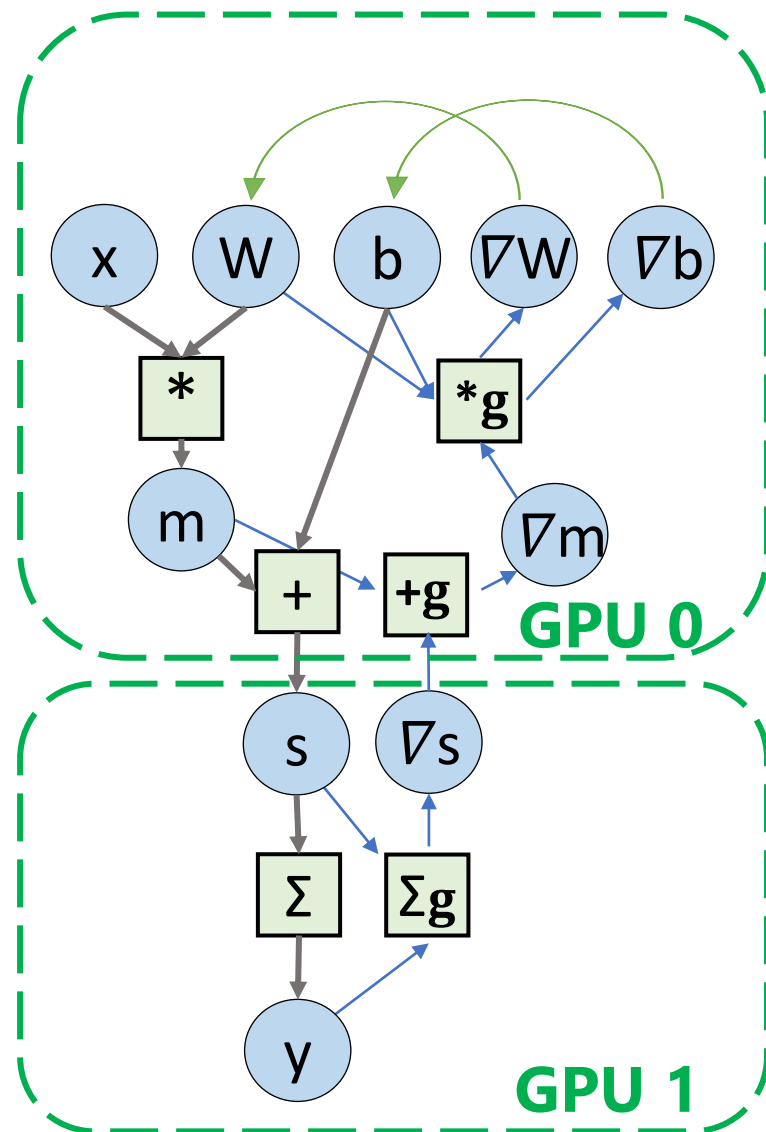 x W b ∇W ∇b
* *g
m ∇m
+ +g
GPU 0
s ∇s
Σ Σg
y
GPU 1